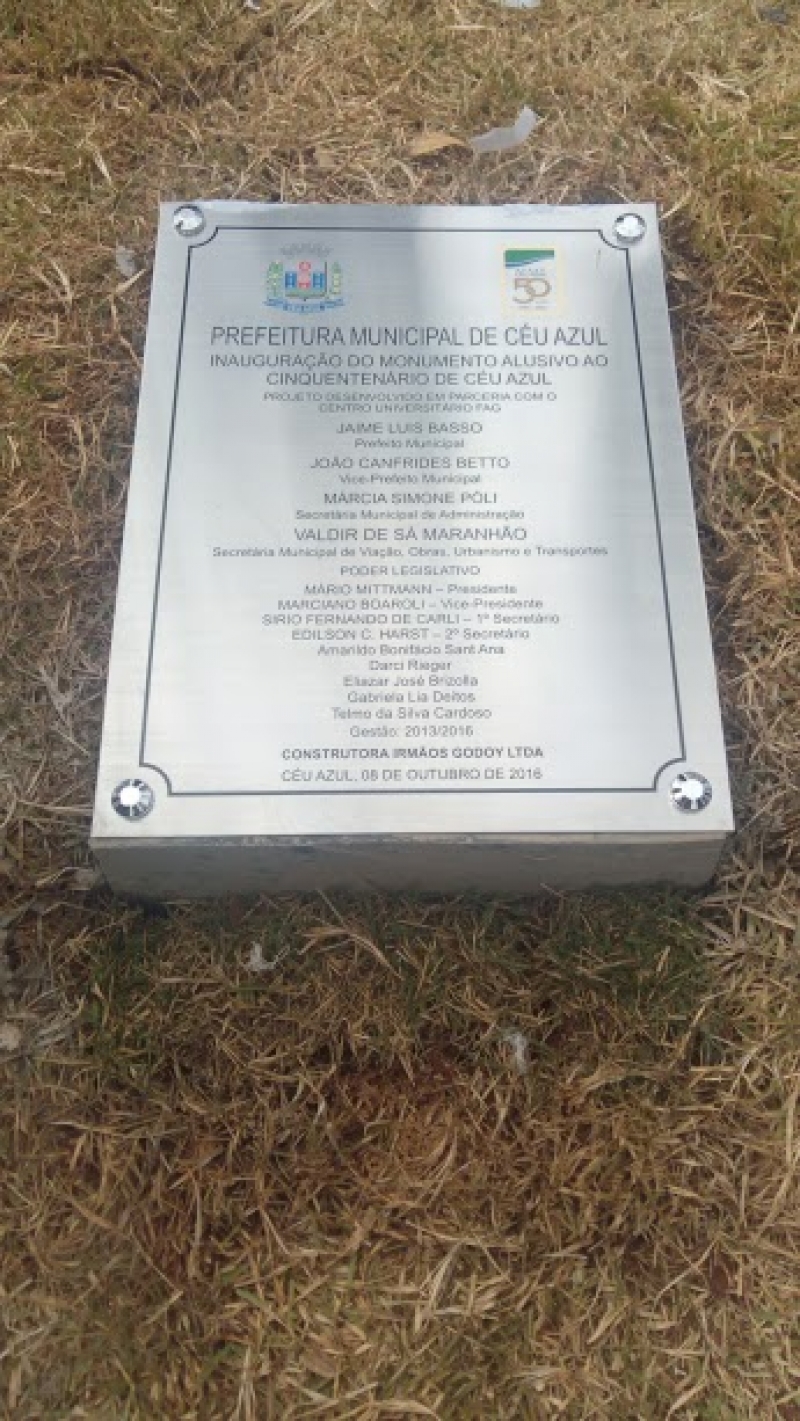 50
PREFEITURA MUNICIPAL DE CÉU AZUL
INAUGURAÇÃO DO MONUMENTO ALUSIVO AO
CINQUENTENÁRIO DE CÉU AZUL
PROJETO DESENVOLVIDO EM PARCERIA COM O
CENTRO UNIVERSITÁRIO FAG
JAIME LUIS BASSO
Prefeito Municipal
JOÃO CANFRIDES BETTO
Vice-Prefeito Municipal
MÁRCIA SIMONE PÓLI
Secretária Municipal de Administração
VALDIR DE SÁ MARANHÃO
Secretária Municipal de Viação, Obras, Urbanismo e Transportes
PODER LEGISLATIVO
MÁRIO MITTMANN – Presidente
MARCIANO BOAROLI – Vice-Presidente
SIRIO FERNANDO DE CARLI – 1º Secretário
EDILSON C. HARST – 2º Secretário
Amarildo Bonifácio Sant Ana
Darci Rieger
Eliazar José Brizolla
Gabriela Lia Deitos
Telmo da Silva Cardoso
Gestão: 2013/2016
CONSTRUTORA IRMÃOS GODOY LTDA
CÉU AZUL, 08 DE OUTUBRO DE 2016